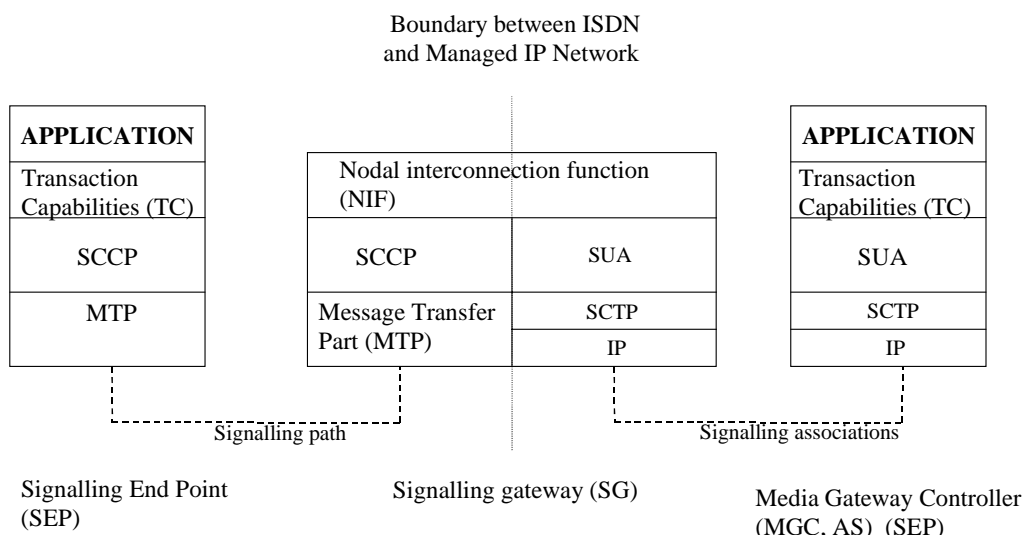 Boundary between ISDN
and Managed IP Network
APPLICATION
Transaction
Capabilities (TC)
SCCP
MTP
Nodal interconnection function
(NIF)
SCCP
SUA
Message Transfer
Part (MTP)
SCTP
IP
APPLICATION
Transaction
Capabilities (TC)
SUA
SCTP
IP
Signalling path
Signalling associations
Signalling End Point
(SEP)
Signalling gateway (SG)
Media Gateway Controller
(MGC, AS) (SEP)